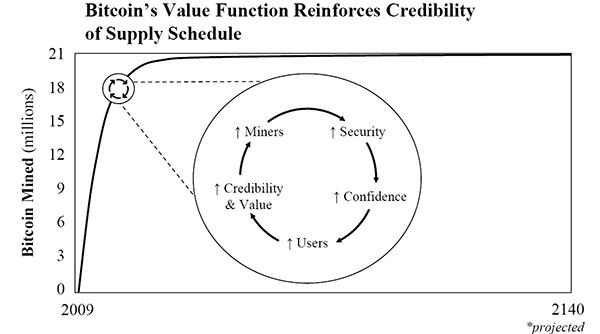 Bitcoin’s Value Function Reinforces Credibility
of Supply Schedule
21
18
15
12
9
6
3
0
Bitcoin Mined (millions)
↑ Miners
↑ Security
↑ Confidence
↑ Users
↑ Credibility
& Value
2009
2140
*projected